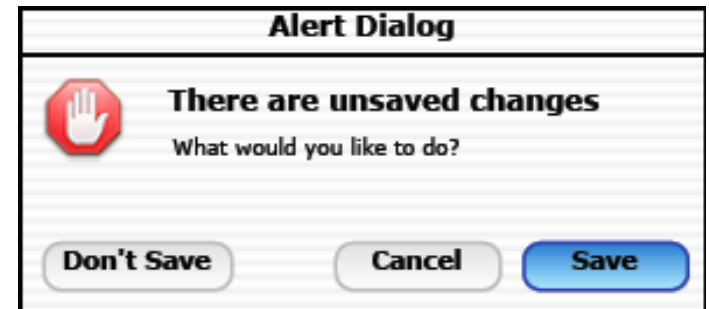 Alert Dialog
There are unsaved changes
What would you like to do?
Don't Save Cancel Save